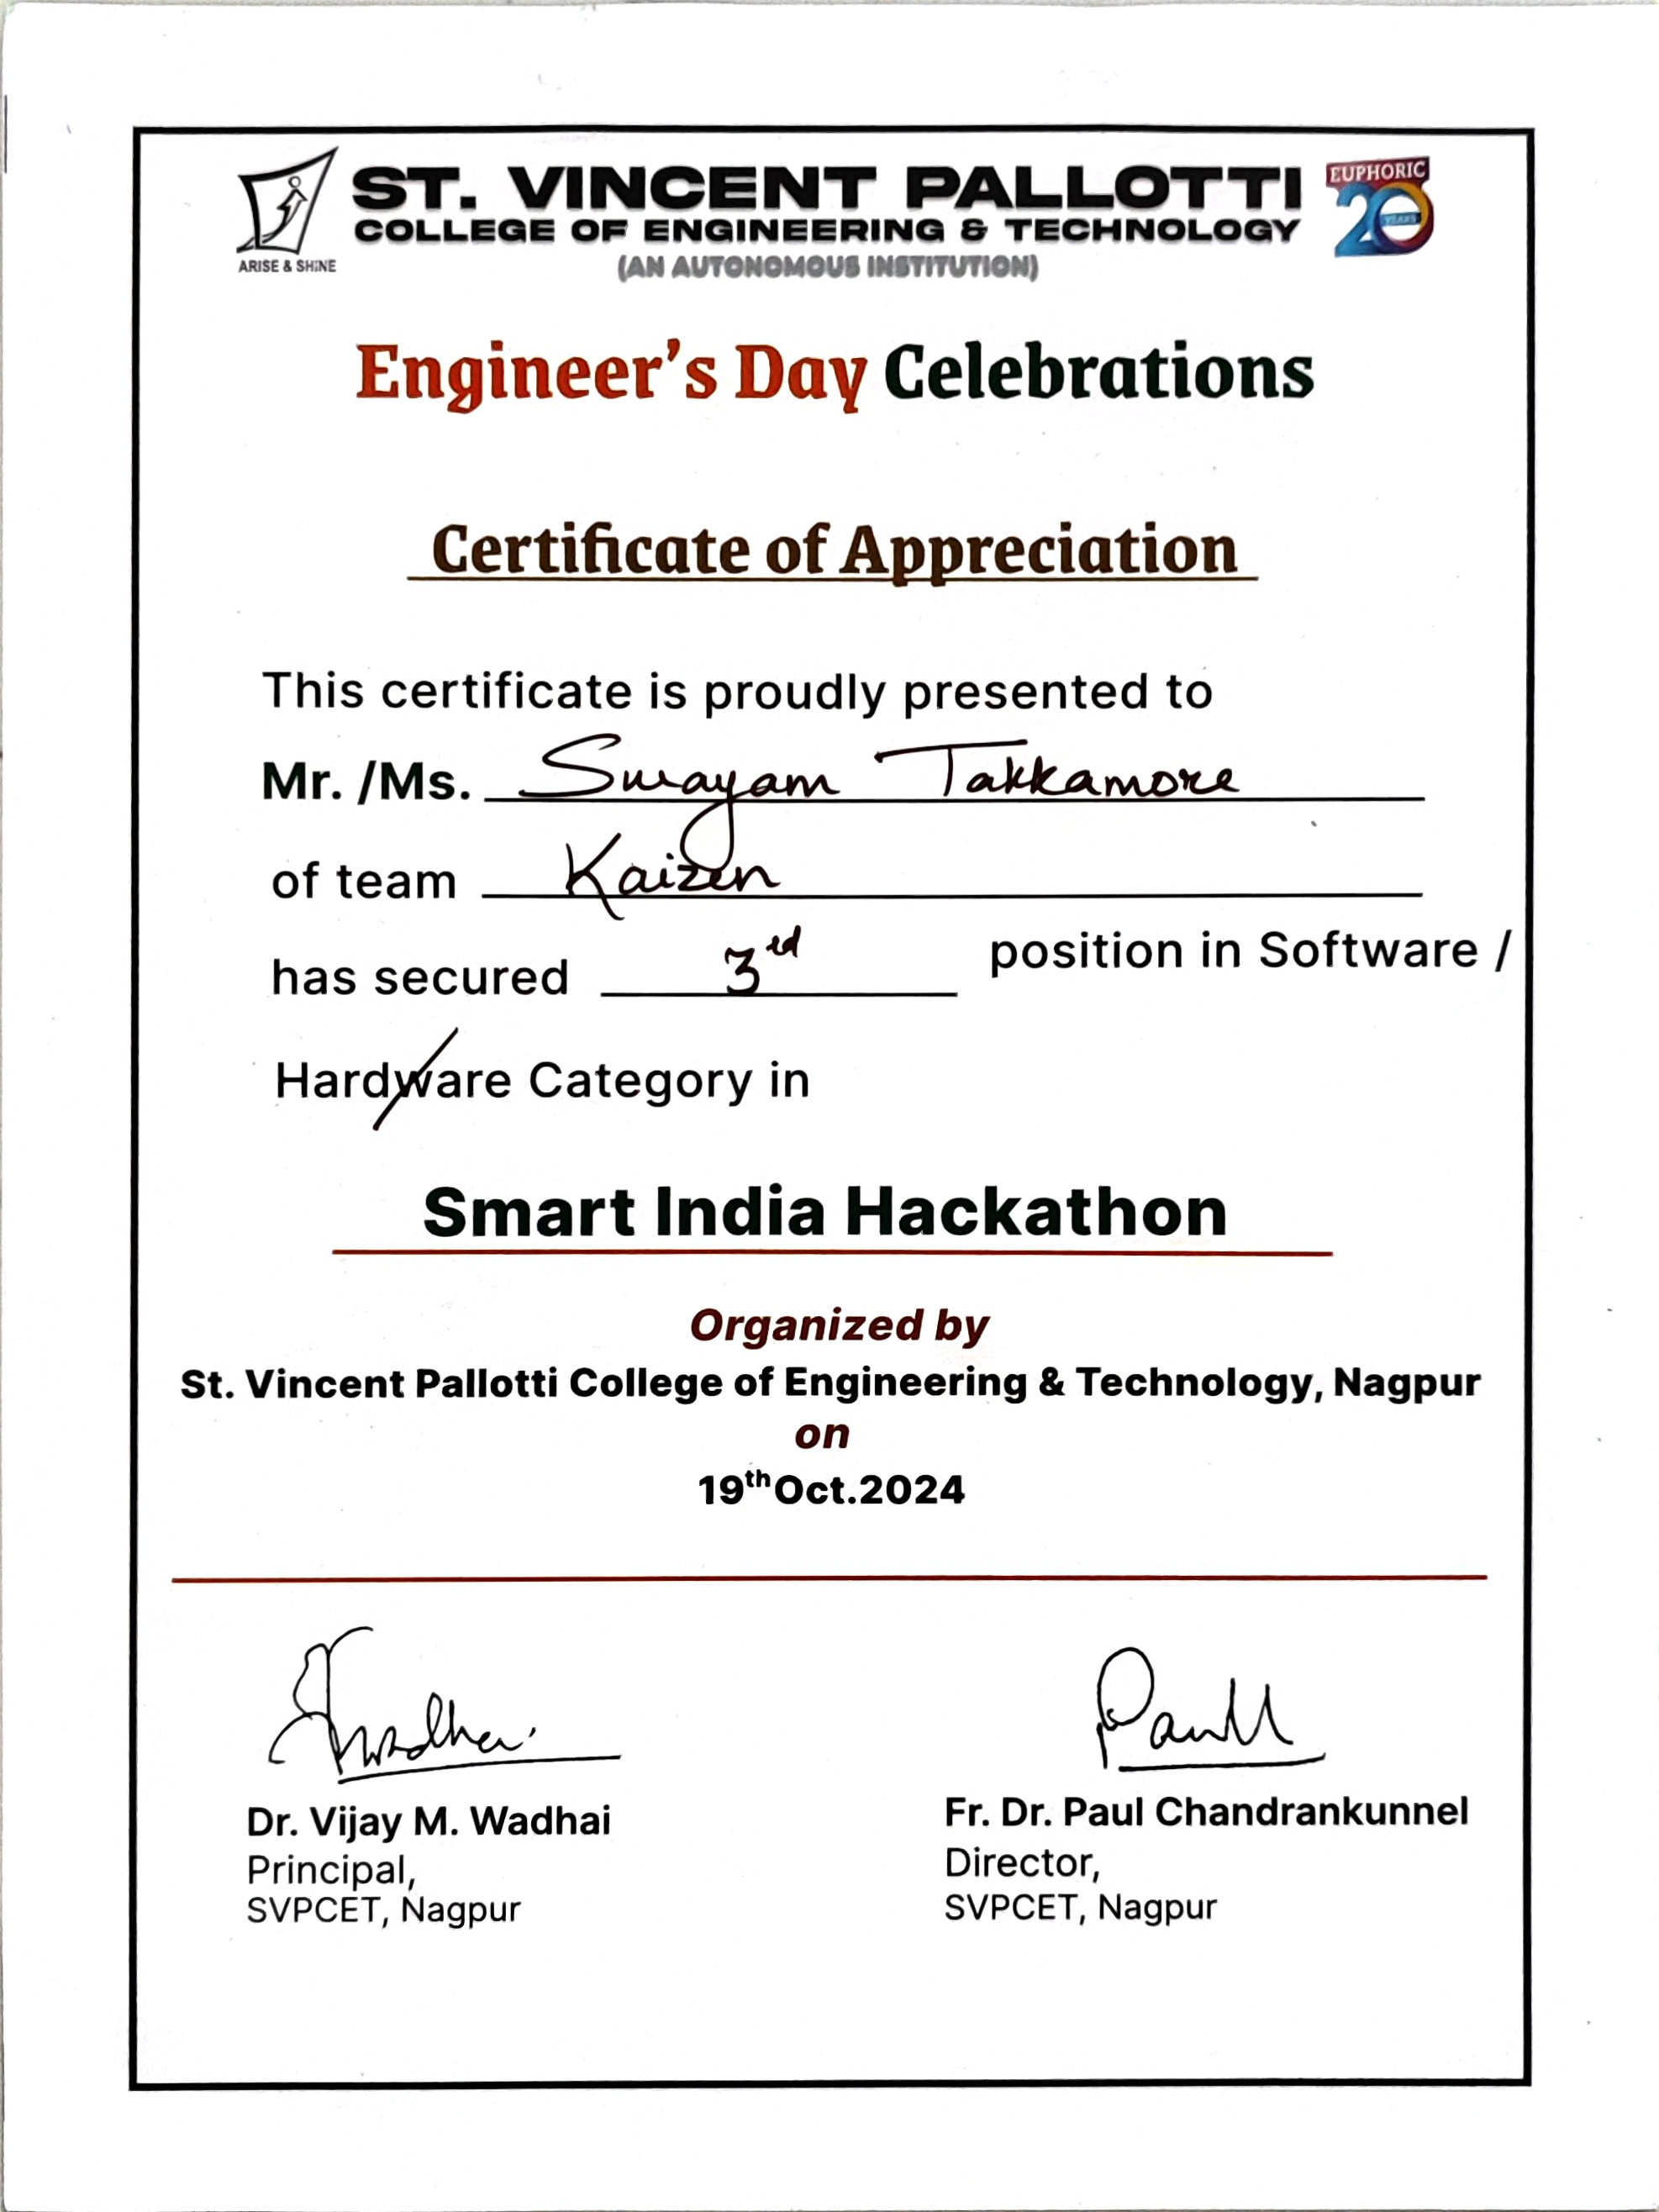 ST. VINCENT PALLOTTI
COLLEGE OF ENGINEERING & TECHNOLOGY
(AN AUTONOMOUS INSTITUTION)
ARISE & SHINE
EUPHORIC
20
YEARS
Engineer's Day Celebrations
Certificate of Appreciation
This certificate is proudly presented to
Mr. /Ms. Swayam Takkamore
of team Kaizen
has secured 3rd position in Software /
Hardware Category in
Smart India Hackathon
Organized by
St. Vincent Pallotti College of Engineering & Technology, Nagpur
on
19th Oct.2024
Wadhai
Paul
Dr. Vijay M. Wadhai
Principal,
SVPCET, Nagpur
Fr. Dr. Paul Chandrankunnel
Director,
SVPCET, Nagpur